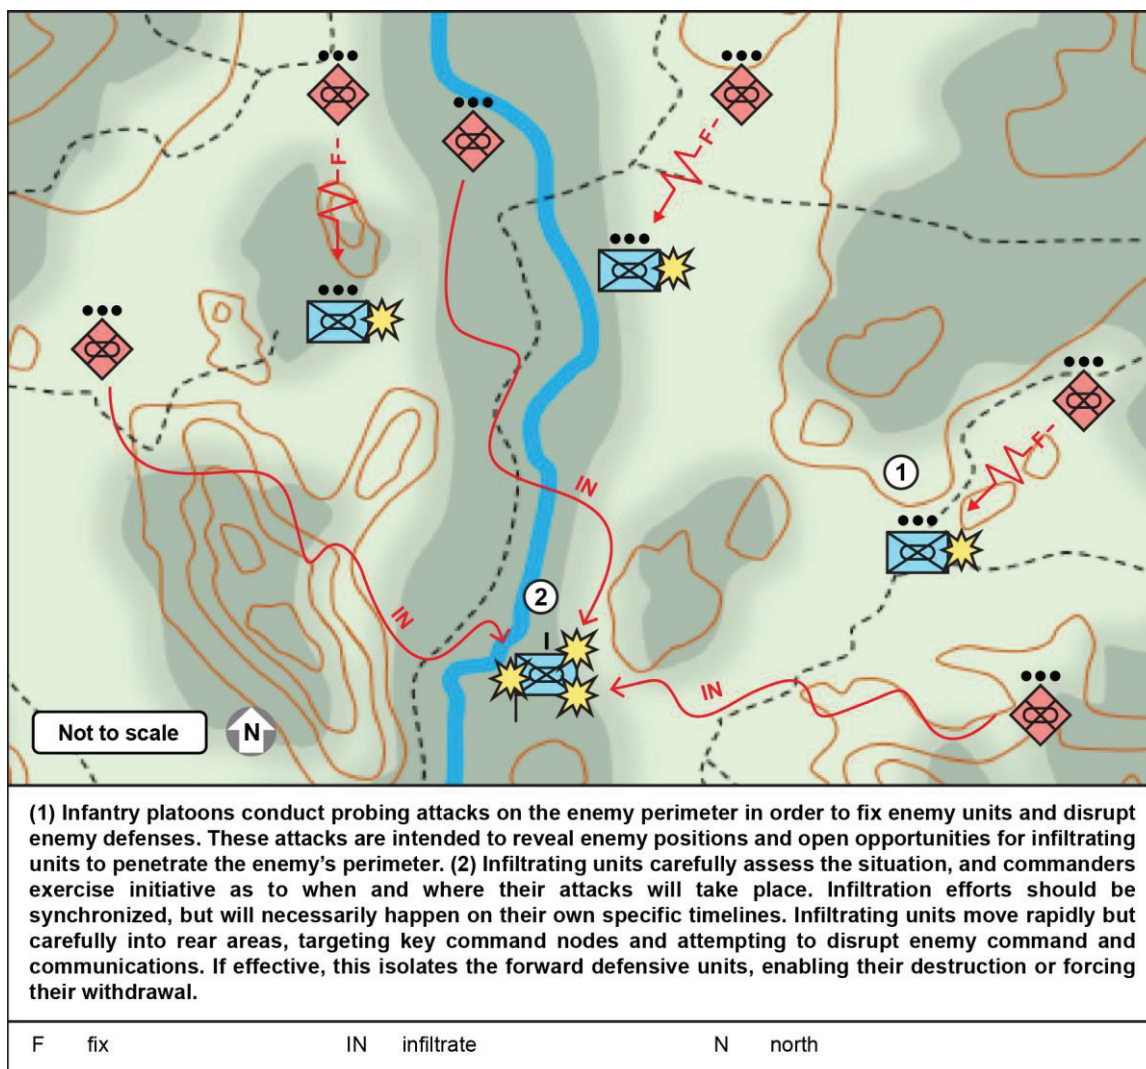 F
F
F
1
IN
2
IN
IN
Not to scale
N
(1) Infantry platoons conduct probing attacks on the enemy perimeter in order to fix enemy units and disrupt
enemy defenses. These attacks are intended to reveal enemy positions and open opportunities for infiltrating
units to penetrate the enemy’s perimeter. (2) Infiltrating units carefully assess the situation, and commanders
exercise initiative as to when and where their attacks will take place. Infiltration efforts should be
synchronized, but will necessarily happen on their own specific timelines. Infiltrating units move rapidly but
carefully into rear areas, targeting key command nodes and attempting to disrupt enemy command and
communications. If effective, this isolates the forward defensive units, enabling their destruction or forcing
their withdrawal.
F fix IN infiltrate N north